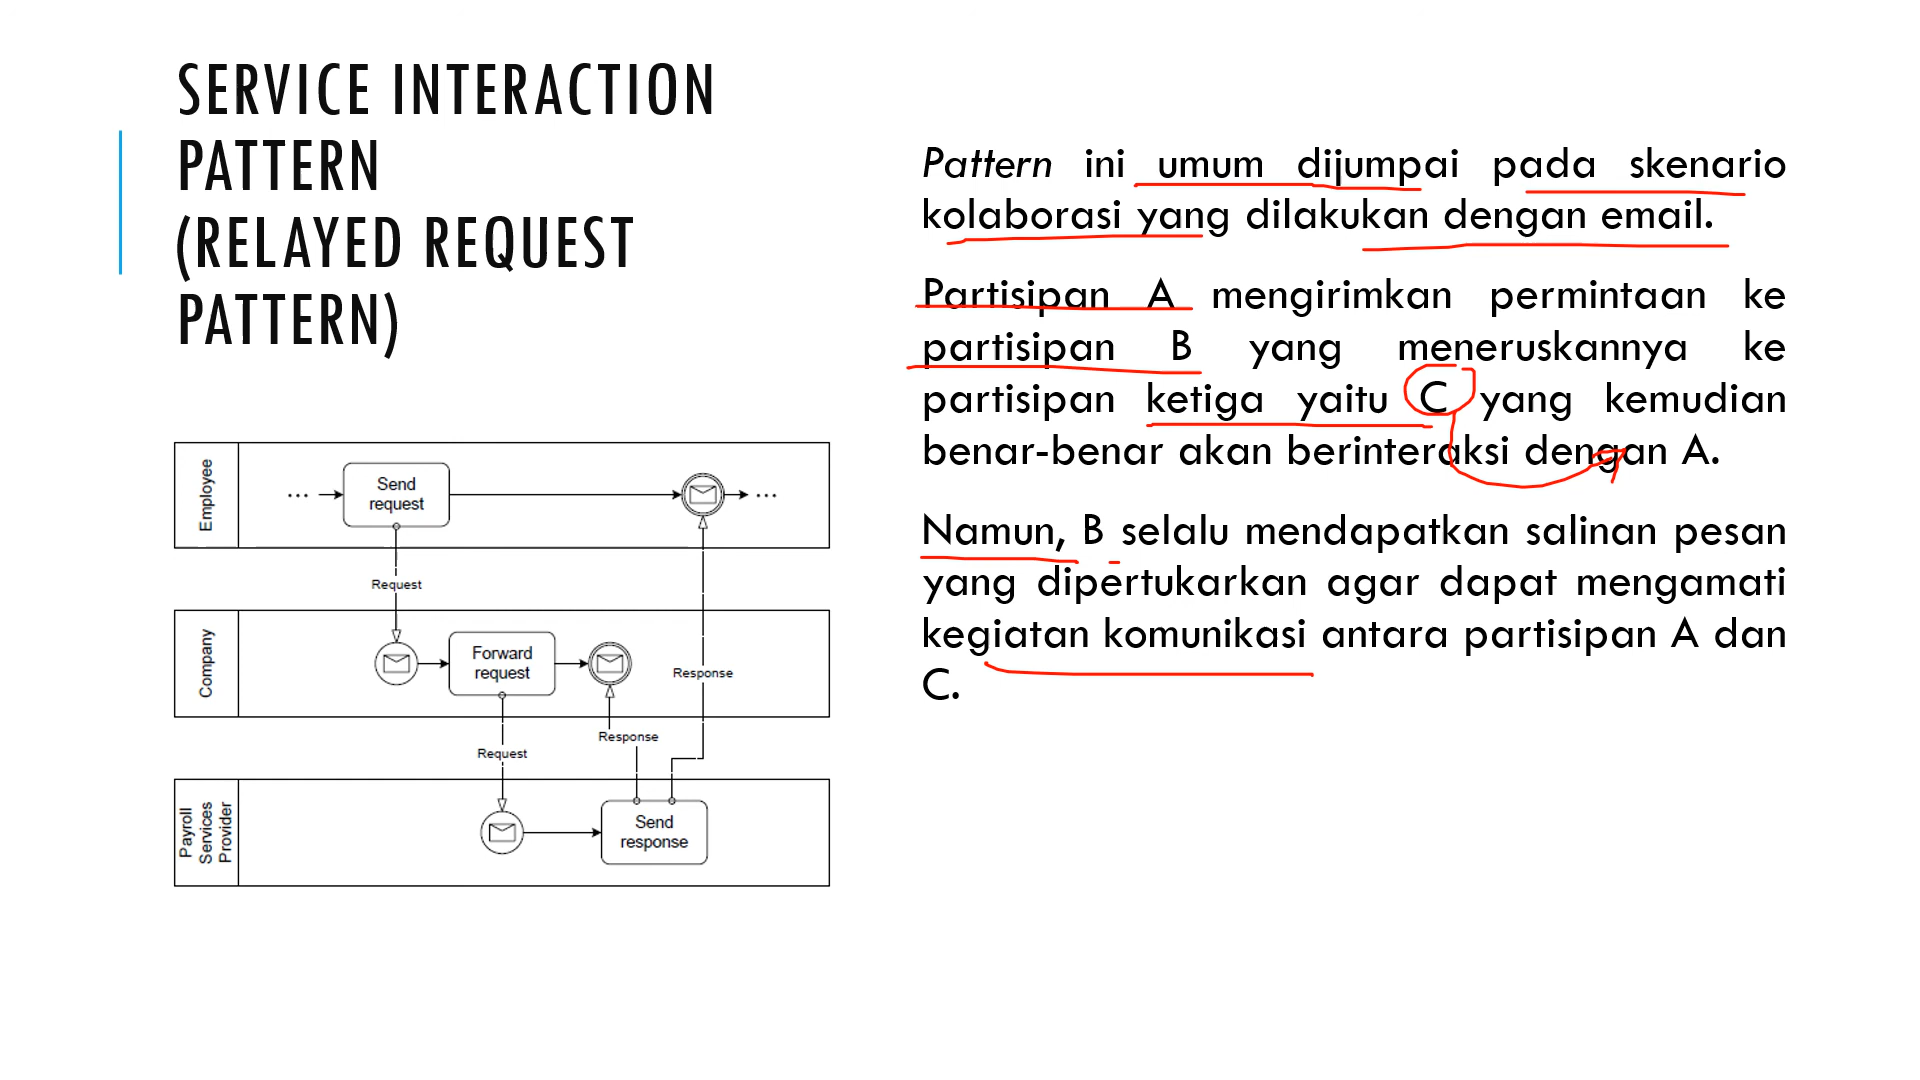 SERVICE INTERACTION
PATTERN
(RELAYED REQUEST
PATTERN)
Pattern ini umum dijumpai pada skenario
kolaborasi yang dilakukan dengan email.
Partisipan A mengirimkan permintaan ke
partisipan B yang meneruskannya ke
partisipan ketiga yaitu C yang kemudian
benar-benar akan berinteraksi dengan A.
Namun, B selalu mendapatkan salinan pesan
yang dipertukarkan agar dapat mengamati
kegiatan komunikasi antara partisipan A dan
C.
Employee
...
Send
request
...
Request
Company
Forward
request
Response
Response
Request
Payroll
Services
Provider
Send
response